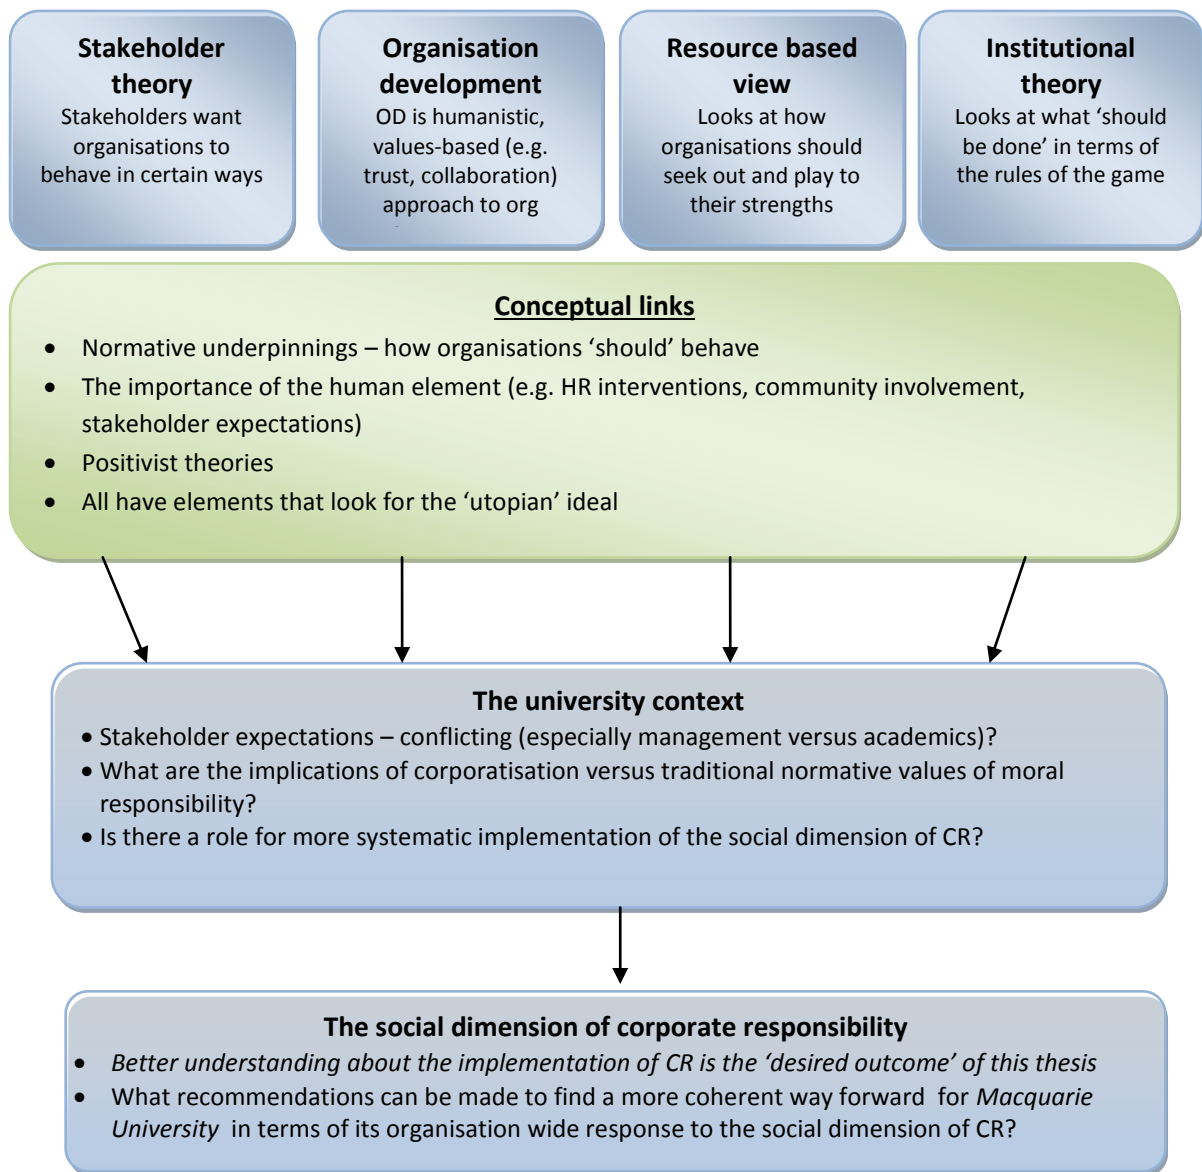 Stakeholder
theory
Stakeholders want
organisations to
behave in certain ways
Organisation
development
OD is humanistic,
values-based (e.g.
trust, collaboration)
approach to org
Resource based
view
Looks at how
organisations should
seek out and play to
their strengths
Institutional
theory
Looks at what ‘should
be done’ in terms of
the rules of the game
Conceptual links
• Normative underpinnings – how organisations ‘should’ behave
• The importance of the human element (e.g. HR interventions, community involvement,
stakeholder expectations)
• Positivist theories
• All have elements that look for the ‘utopian’ ideal
The university context
• Stakeholder expectations – conflicting (especially management versus academics)?
• What are the implications of corporatisation versus traditional normative values of moral
responsibility?
• Is there a role for more systematic implementation of the social dimension of CR?
The social dimension of corporate responsibility
• Better understanding about the implementation of CR is the ‘desired outcome’ of this thesis
• What recommendations can be made to find a more coherent way forward for Macquarie
University in terms of its organisation wide response to the social dimension of CR?